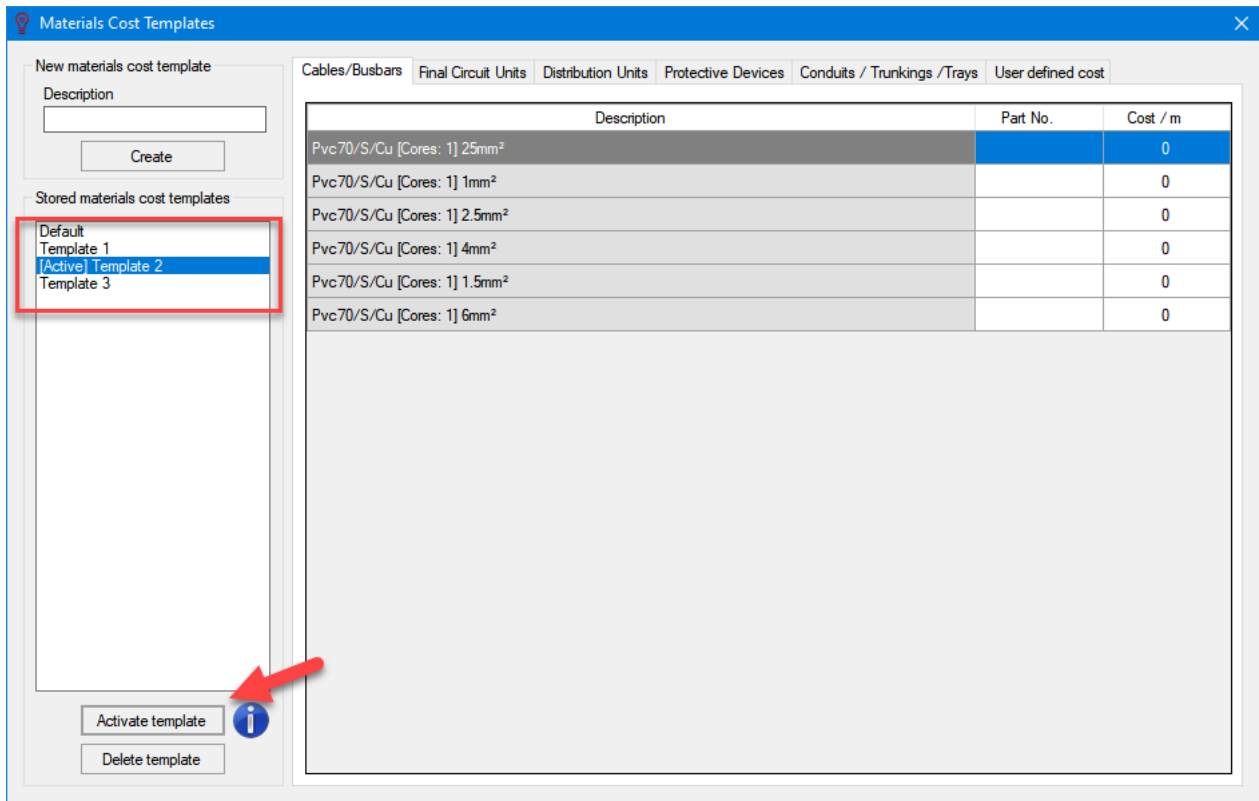 Materials Cost Templates
New materials cost template
Description
Create
Stored materials cost templates
Default
Template 1
[Active] Template 2
Template 3
Activate template
Delete template
Cables/Busbars Final Circuit Units Distribution Units Protective Devices Conduits / Trunkings /Trays User defined cost
Description Part No. Cost / m
Pvc70/S/Cu [Cores: 1] 25mm² 0
Pvc70/S/Cu [Cores: 1] 1mm² 0
Pvc70/S/Cu [Cores: 1] 2.5mm² 0
Pvc70/S/Cu [Cores: 1] 4mm² 0
Pvc70/S/Cu [Cores: 1] 1.5mm² 0
Pvc70/S/Cu [Cores: 1] 6mm² 0